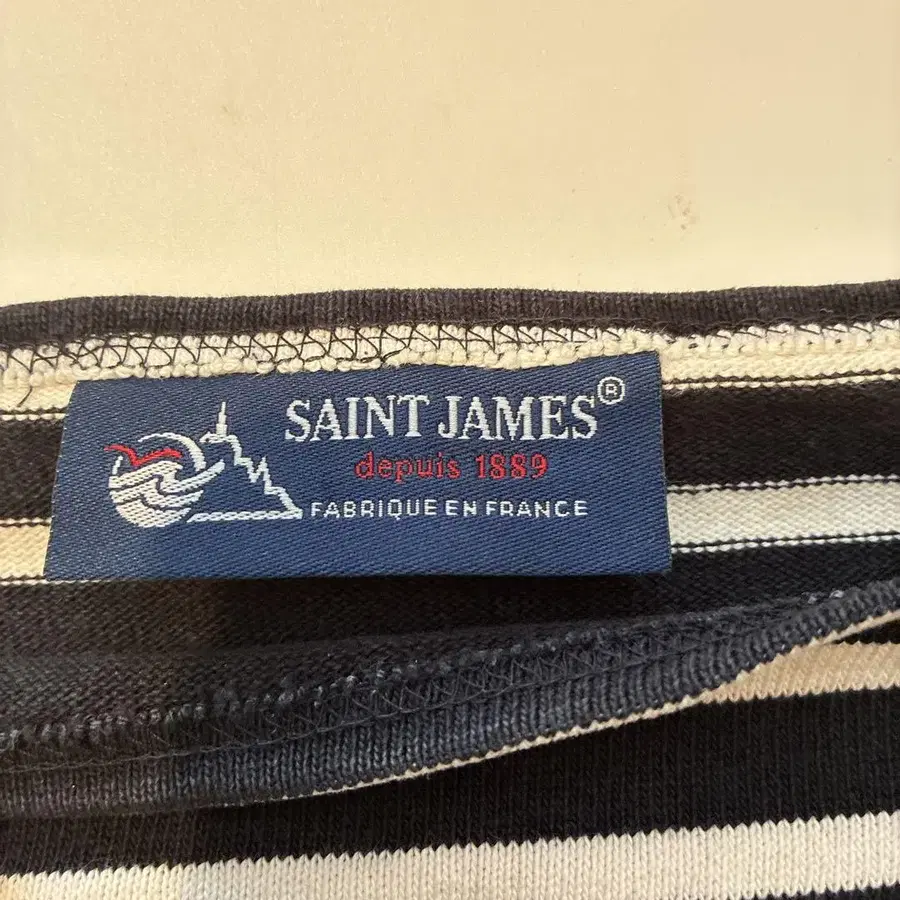 SAINT JAMES®
depuis 1889
FABRIQUE EN FRANCE